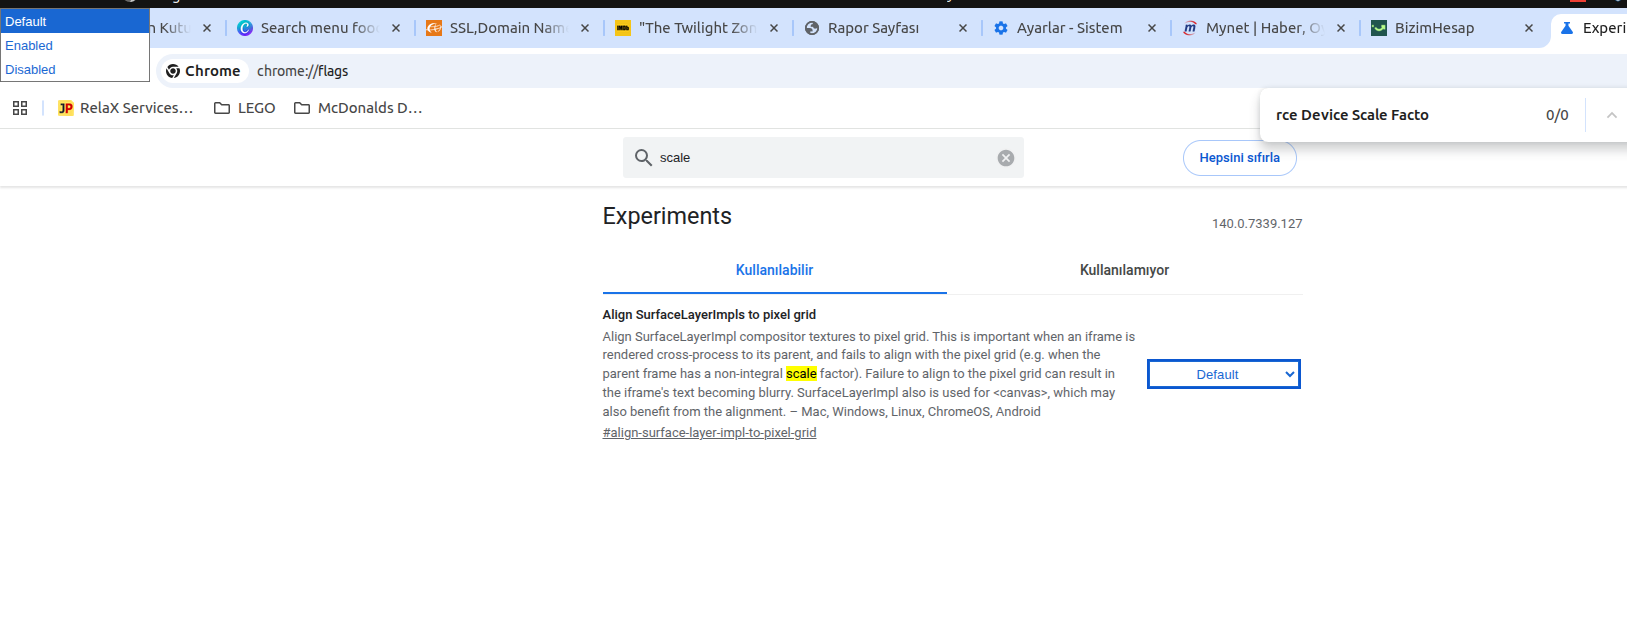 Default
Enabled
Disabled
n Kutu
Search menu foo
SSL,Domain Nam
"The Twilight Zon
Rapor Sayfası
Ayarlar - Sistem
Mynet | Haber, Oy
BizimHesap
Experi
Chrome
chrome://flags
JP RelaX Services...
LEGO
McDonalds D...
rce Device Scale Facto
0/0
scale
Hepsini sıfırla
Experiments
140.0.7339.127
Kullanılabilir
Kullanılamıyor
Align SurfaceLayerImpls to pixel grid
Align SurfaceLayerImpl compositor textures to pixel grid. This is important when an iframe is
rendered cross-process to its parent, and fails to align with the pixel grid (e.g. when the
parent frame has a non-integral scale factor). Failure to align to the pixel grid can result in
the iframe's text becoming blurry. SurfaceLayerImpl also is used for <canvas>, which may
also benefit from the alignment. – Mac, Windows, Linux, ChromeOS, Android
#align-surface-layer-impl-to-pixel-grid
Default